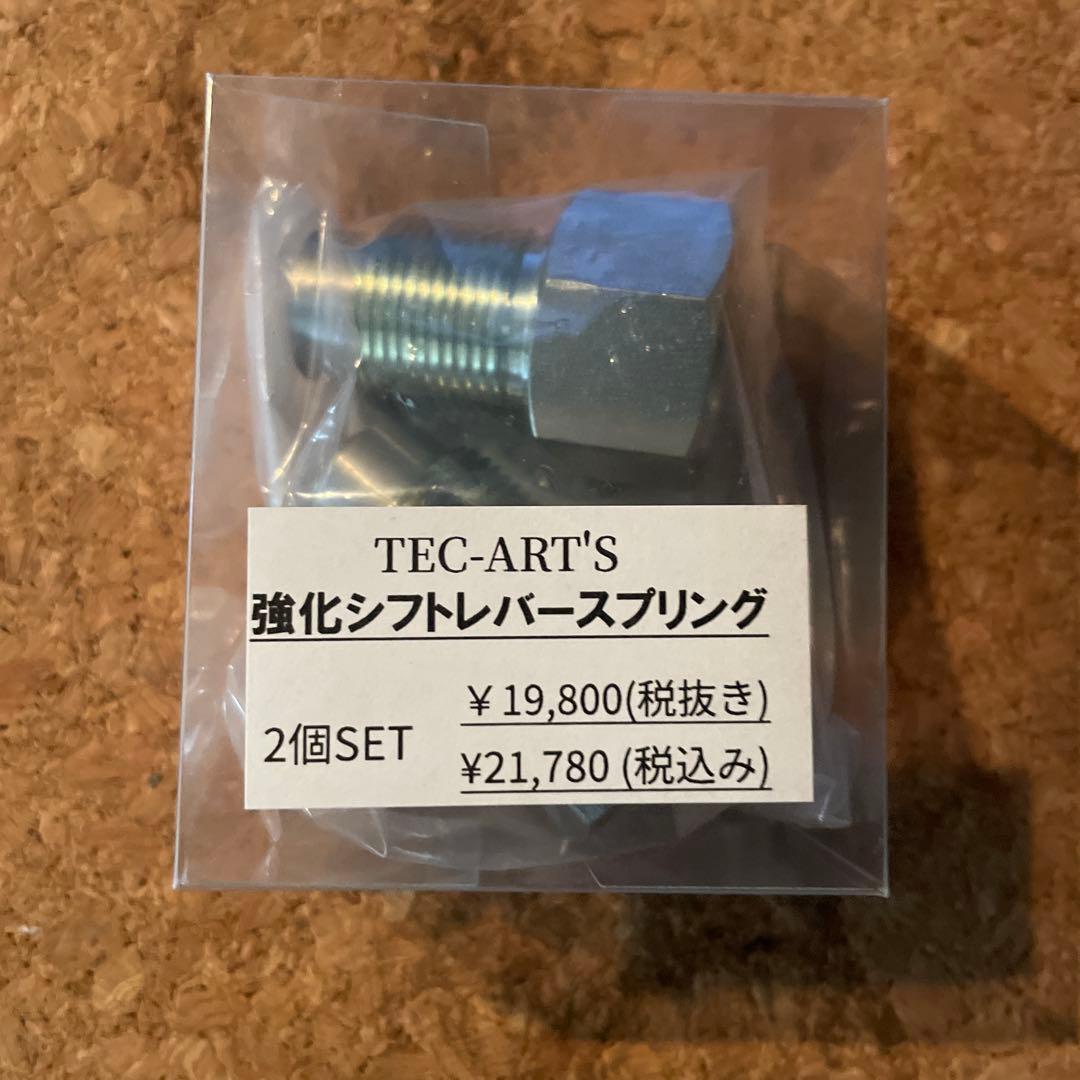 TEC-ART'S
強化シフトレバースプリング
¥ 19,800(税抜き)
2個SET
¥21,780 (税込み)